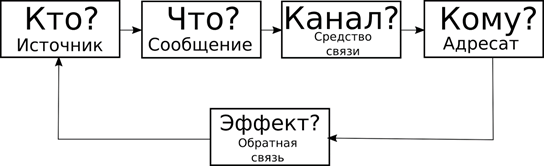 Кто?
Источник
Что?
Сообщение
Канал?
Средство
связи
Кому?
Адресат
Эффект?
Обратная
связь